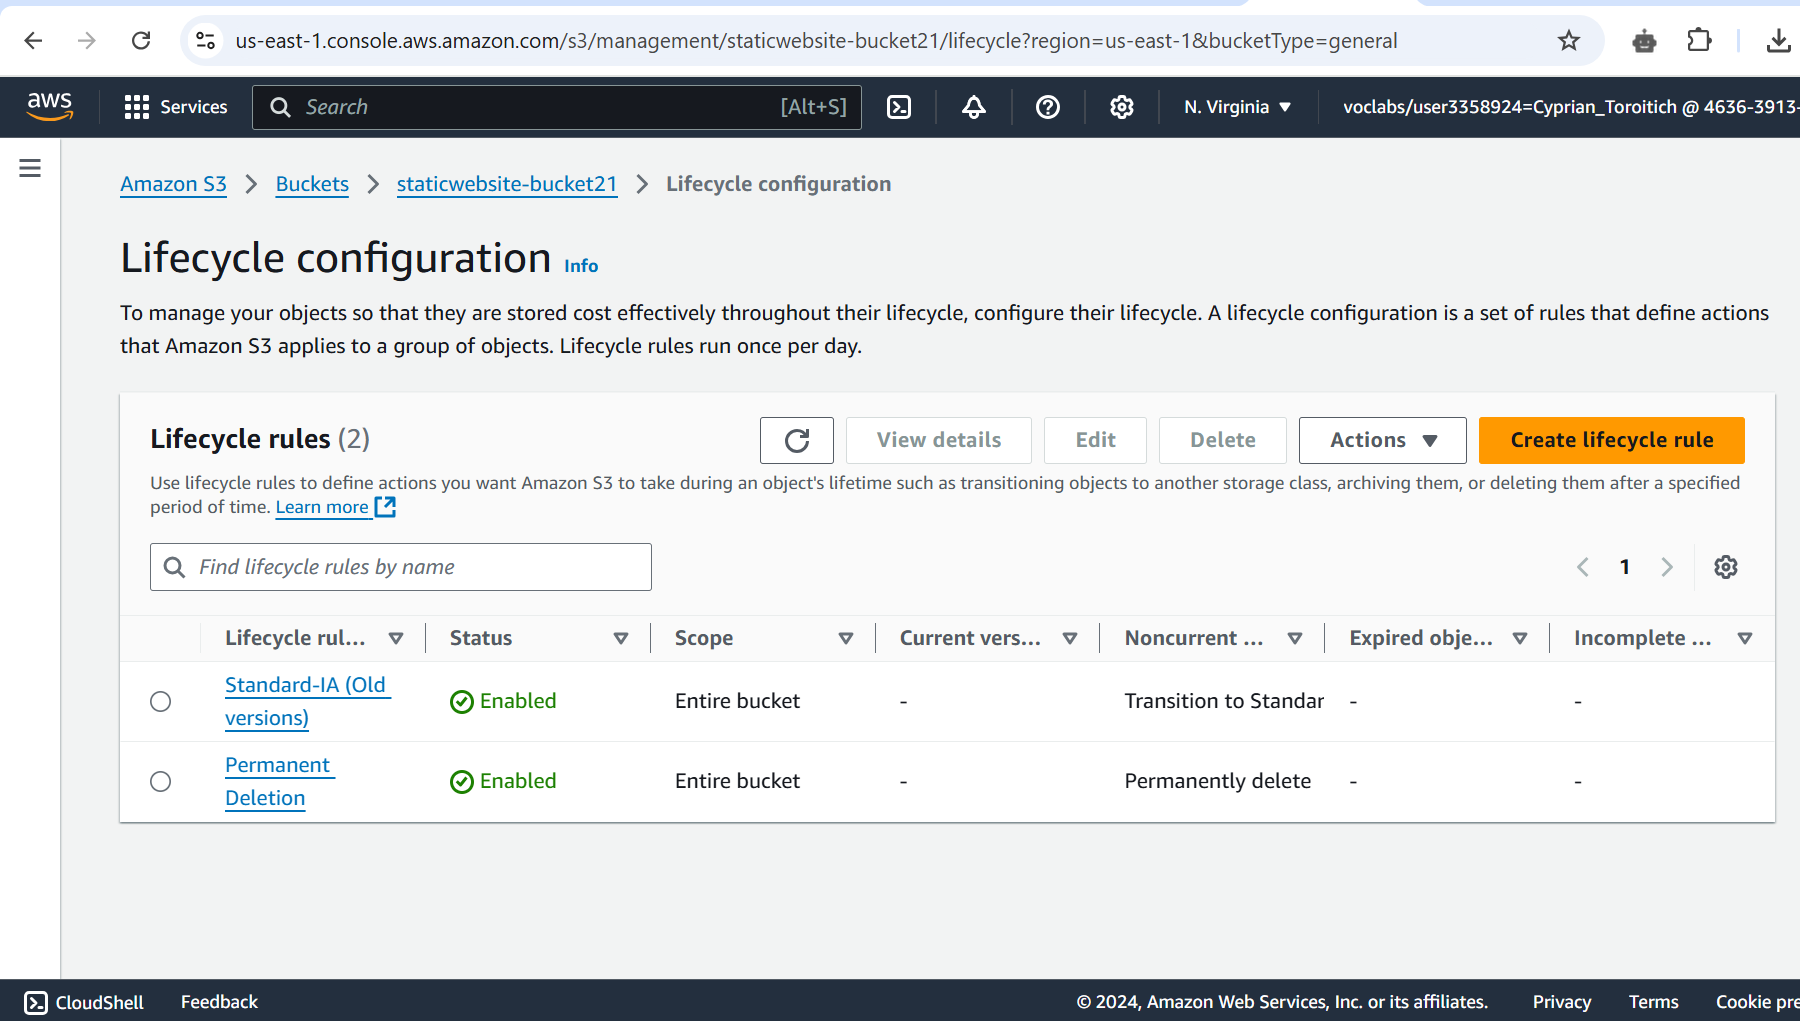 us-east-1.console.aws.amazon.com/s3/management/staticwebsite-bucket21/lifecycle?region=us-east-1&bucketType=general
aws Services Search [Alt+S] N. Virginia voclabs/user3358924=Cyprian_Toroitich @ 4636-3913-
Amazon S3 > Buckets > staticwebsite-bucket21 > Lifecycle configuration
Lifecycle configuration Info
To manage your objects so that they are stored cost effectively throughout their lifecycle, configure their lifecycle. A lifecycle configuration is a set of rules that define actions
that Amazon S3 applies to a group of objects. Lifecycle rules run once per day.
Lifecycle rules (2) View details Edit Delete Actions Create lifecycle rule
Use lifecycle rules to define actions you want Amazon S3 to take during an object's lifetime such as transitioning objects to another storage class, archiving them, or deleting them after a specified
period of time. Learn more
Find lifecycle rules by name 1
Lifecycle rul... Status Scope Current vers... Noncurrent ... Expired obje... Incomplete ...
Standard-IA (Old
versions) Enabled Entire bucket - Transition to Standar - -
Permanent
Deletion Enabled Entire bucket - Permanently delete - -
CloudShell Feedback © 2024, Amazon Web Services, Inc. or its affiliates. Privacy Terms Cookie pre